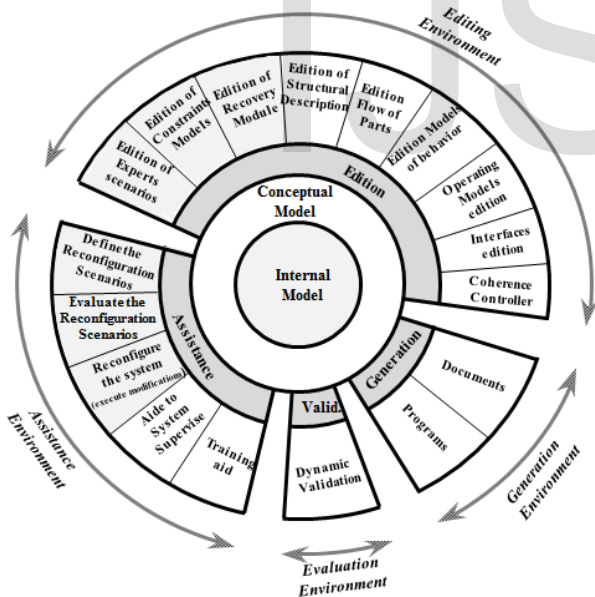 Editing
Environment
Edition of
Experts
scenarios
Edition of
Constraints
Models
Edition of
Recovery
Module
Edition of
Structural
Description
Edition
Flow of
Parts
Edition Models
of behavior
Operating
Models
edition
Interfaces
edition
Coherence
Controller
Edition
Conceptual
Model
Internal
Model
Define the
Reconfiguration
Scenarios
Evaluate the
Reconfiguration
Scenarios
Reconfigure
the system
(execute modifications)
Aide to
System
Supervise
Training
aid
Assistance
Assistance
Environment
Valid.
Dynamic
Validation
Evaluation
Environment
Generation
Documents
Programs
Generation
Environment
IJS